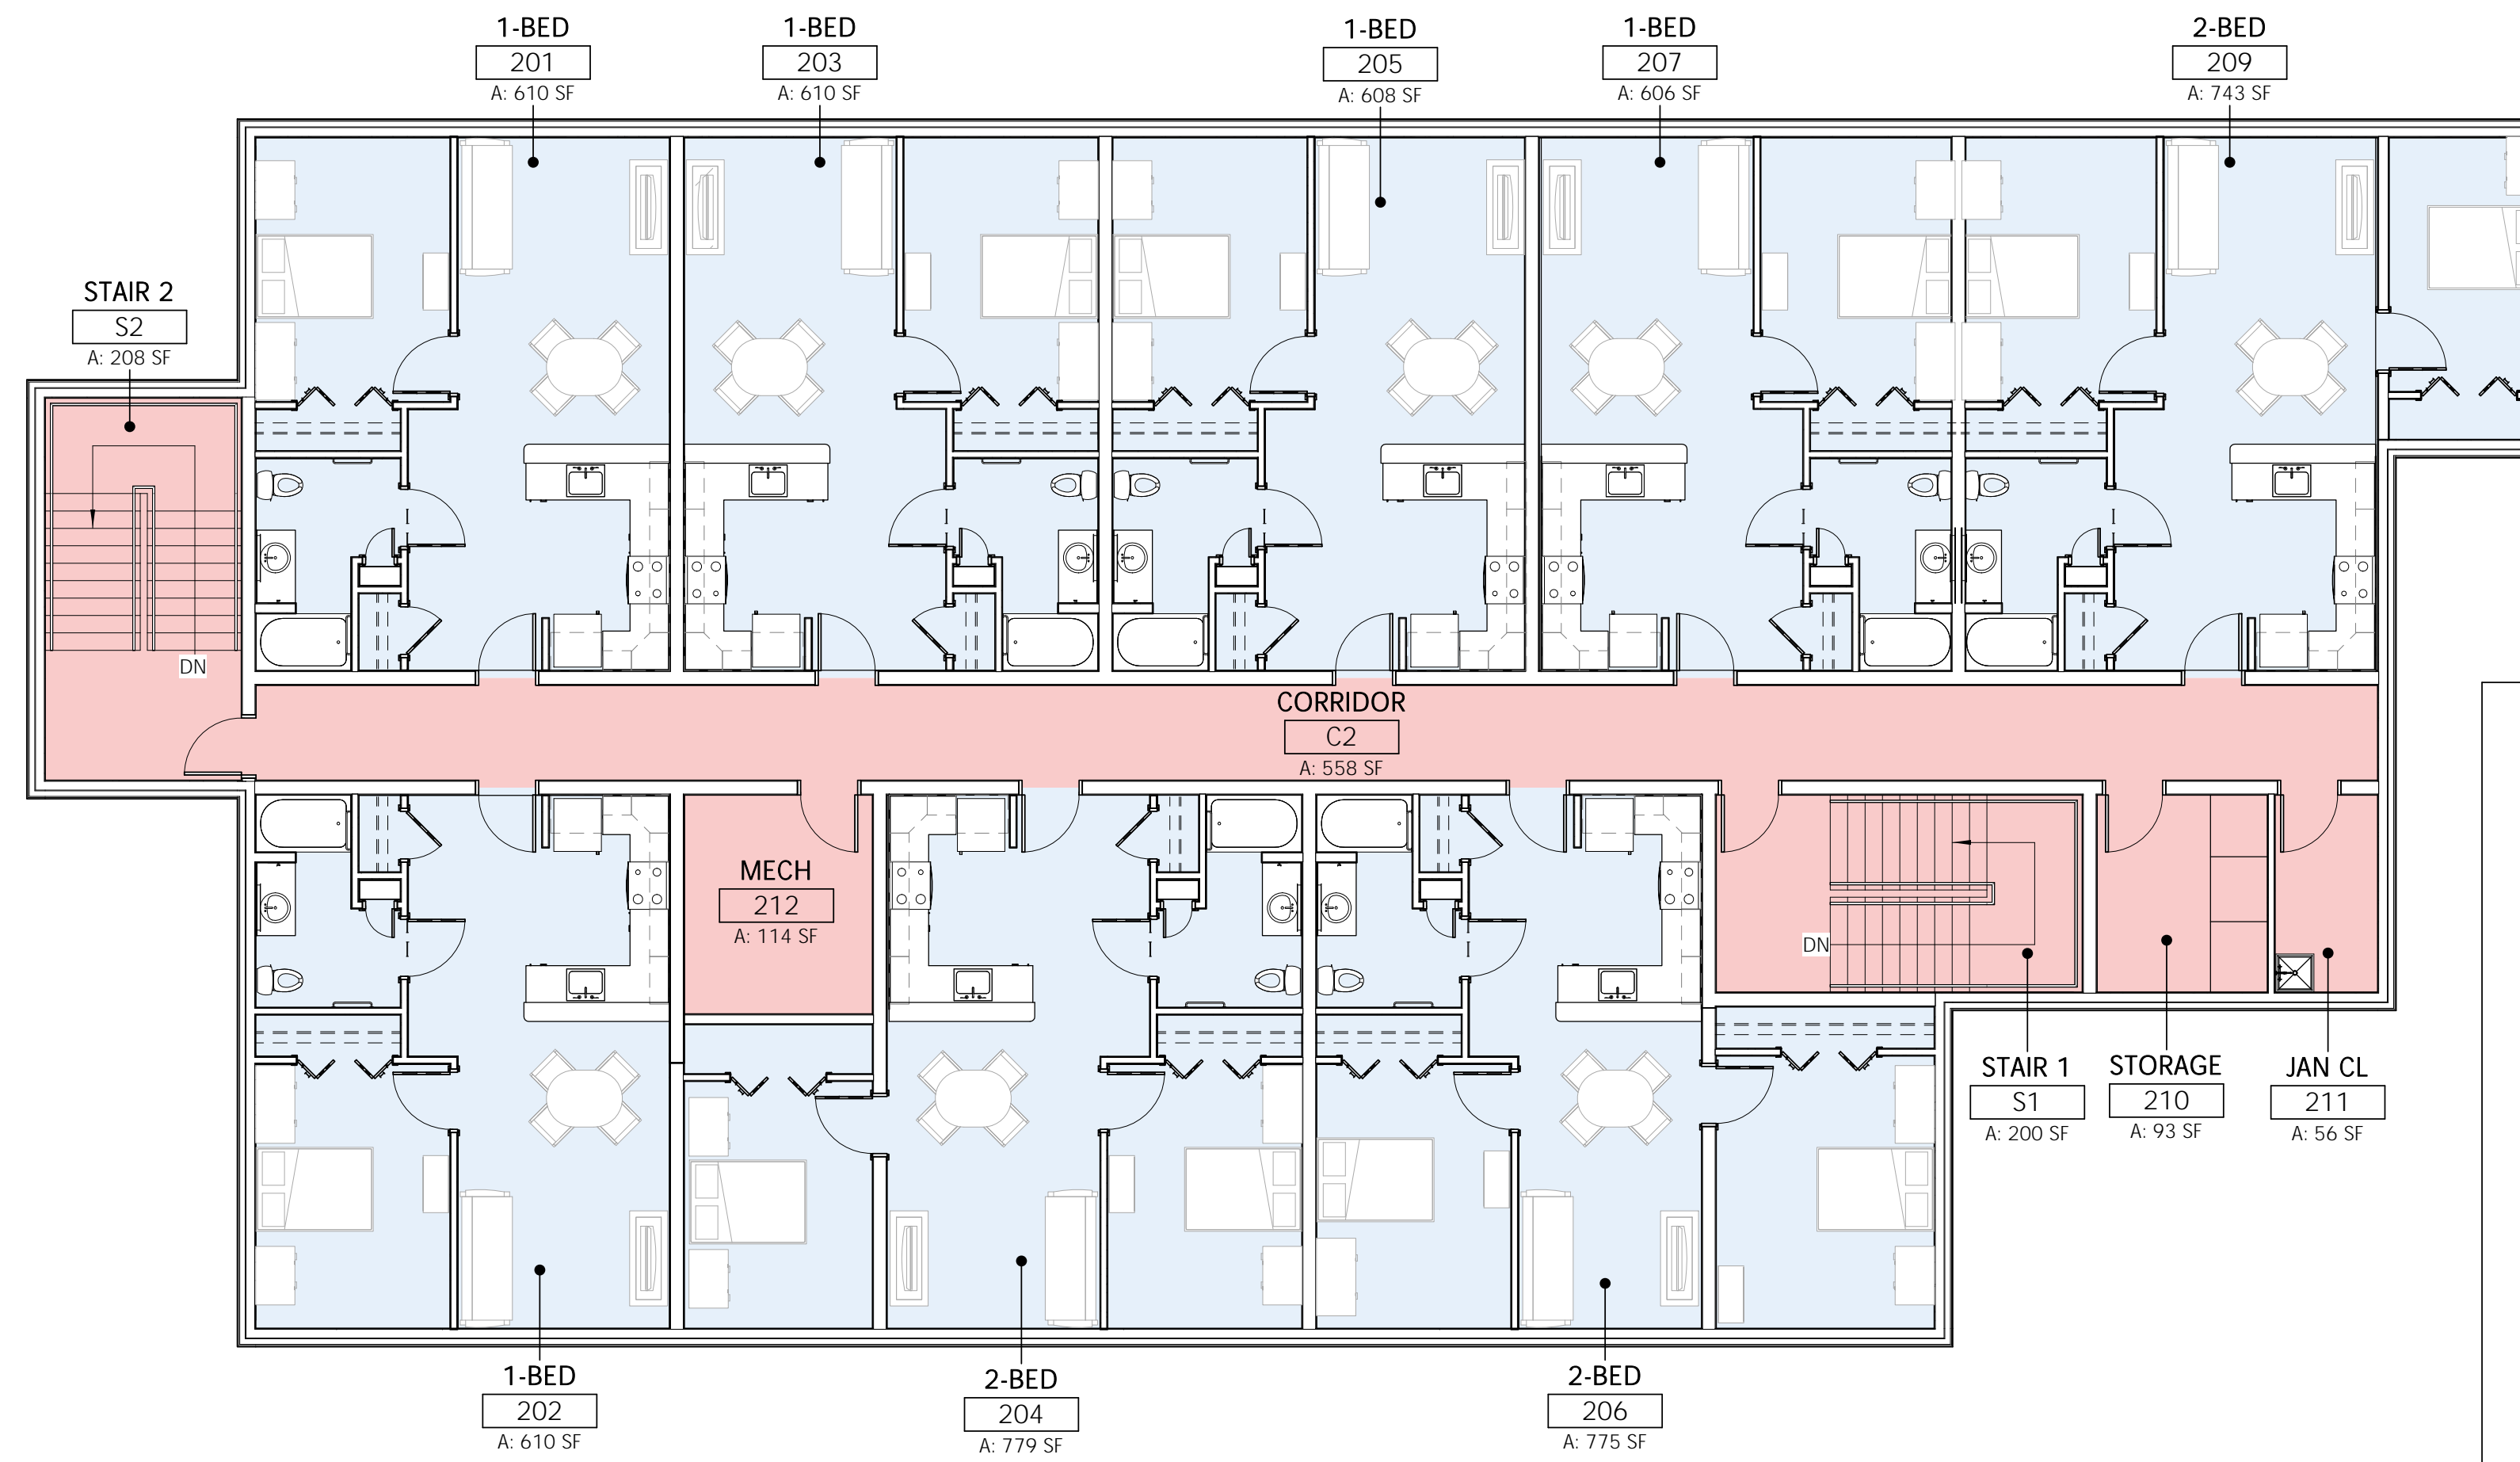 1-BED
201
A: 610 SF
1-BED
203
A: 610 SF
1-BED
205
A: 608 SF
1-BED
207
A: 606 SF
2-BED
209
A: 743 SF
STAIR 2
S2
A: 208 SF
DN
CORRIDOR
C2
A: 558 SF
MECH
212
A: 114 SF
DN
STAIR 1
S1
A: 200 SF
STORAGE
210
A: 93 SF
JAN CL
211
A: 56 SF
1-BED
202
A: 610 SF
2-BED
204
A: 779 SF
2-BED
206
A: 775 SF